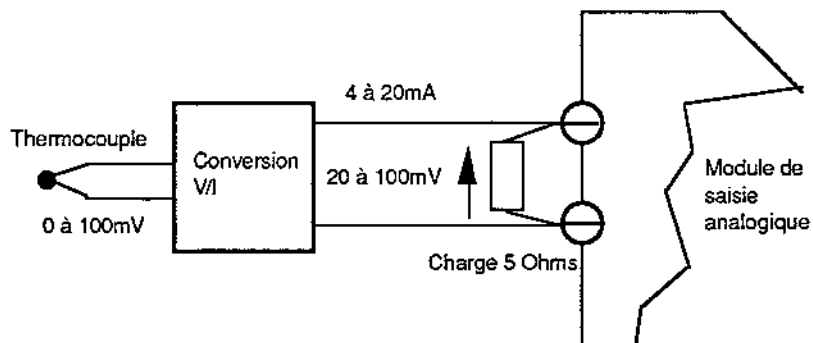 4 à 20mA
Thermocouple
Conversion
V/I
20 à 100mV
0 à 100mV
Charge 5 Ohms
Module de
saisie
analogique